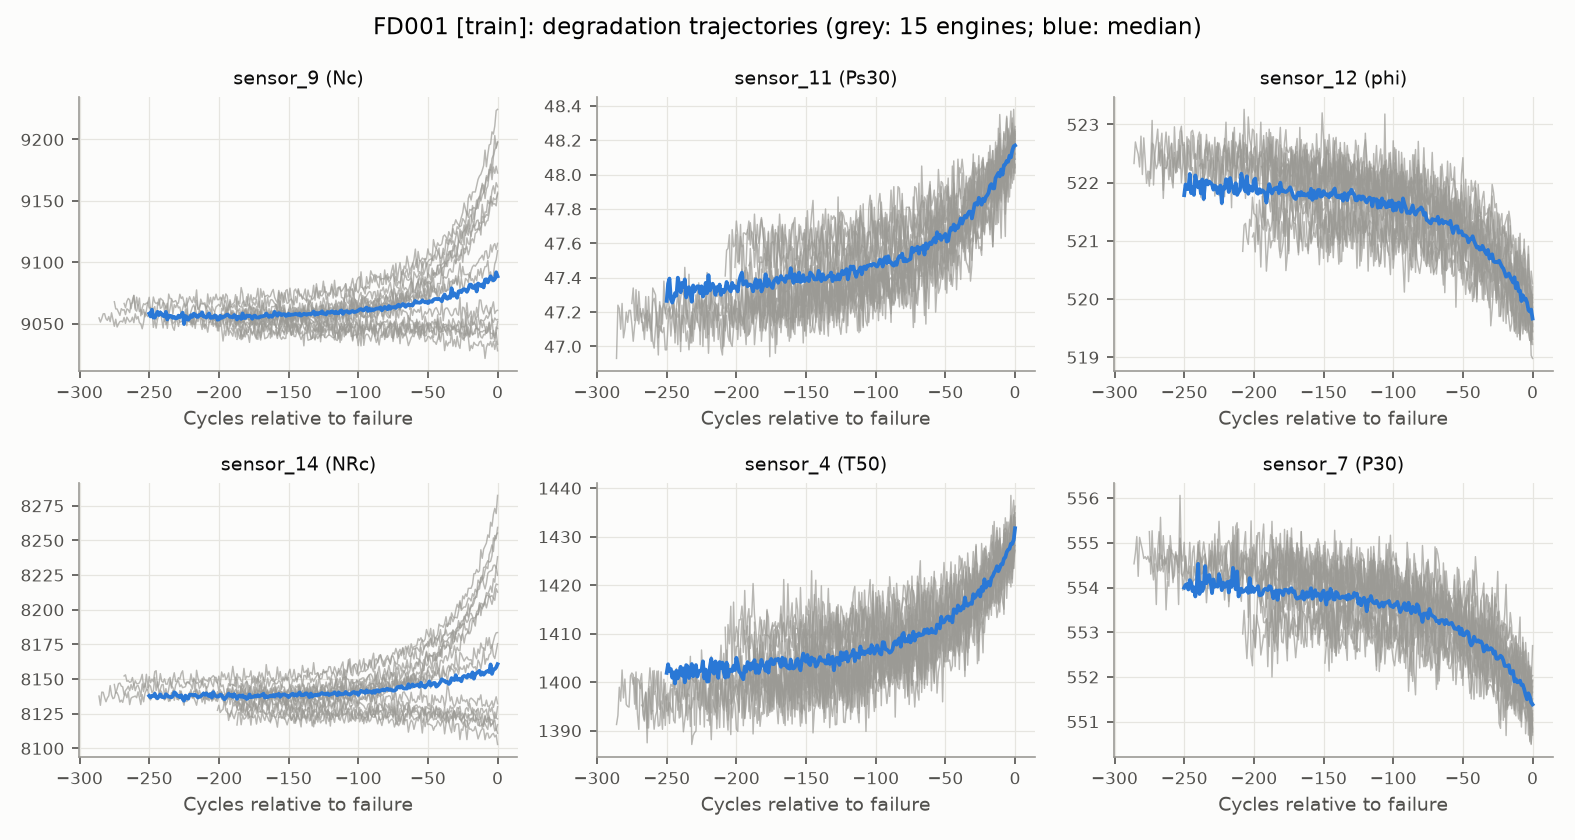 FD001 [train]: degradation trajectories (grey: 15 engines; blue: median)
sensor_9 (Nc)
9200
9150
9100
9050
−300 −250 −200 −150 −100 −50 0
Cycles relative to failure
sensor_11 (Ps30)
48.4
48.2
48.0
47.8
47.6
47.4
47.2
47.0
−300 −250 −200 −150 −100 −50 0
Cycles relative to failure
sensor_12 (phi)
523
522
521
520
519
−300 −250 −200 −150 −100 −50 0
Cycles relative to failure
sensor_14 (NRc)
8275
8250
8225
8200
8175
8150
8125
8100
−300 −250 −200 −150 −100 −50 0
Cycles relative to failure
sensor_4 (T50)
1440
1430
1420
1410
1400
1390
−300 −250 −200 −150 −100 −50 0
Cycles relative to failure
sensor_7 (P30)
556
555
554
553
552
551
−300 −250 −200 −150 −100 −50 0
Cycles relative to failure